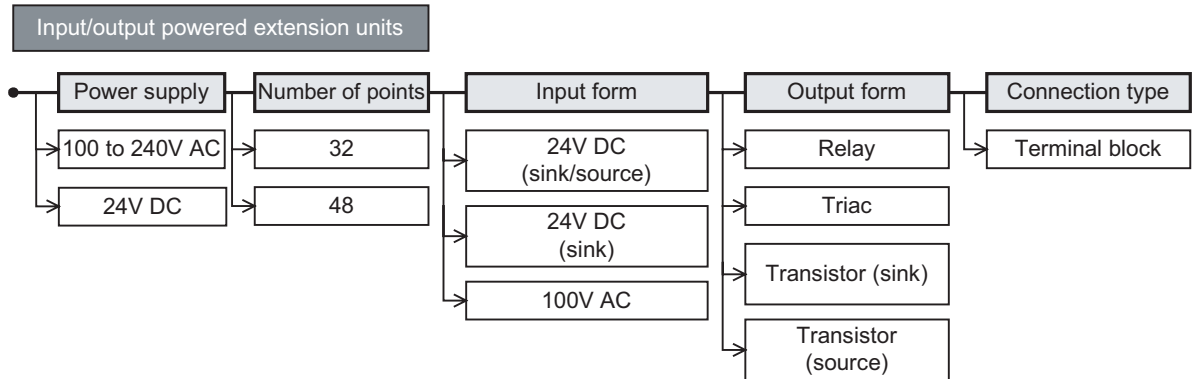 Input/output powered extension units
Power supply
Number of points
Input form
Output form
Connection type
100 to 240V AC
32
24V DC
(sink/source)
Relay
Terminal block
24V DC
48
24V DC
(sink)
Triac
100V AC
Transistor (sink)
Transistor
(source)